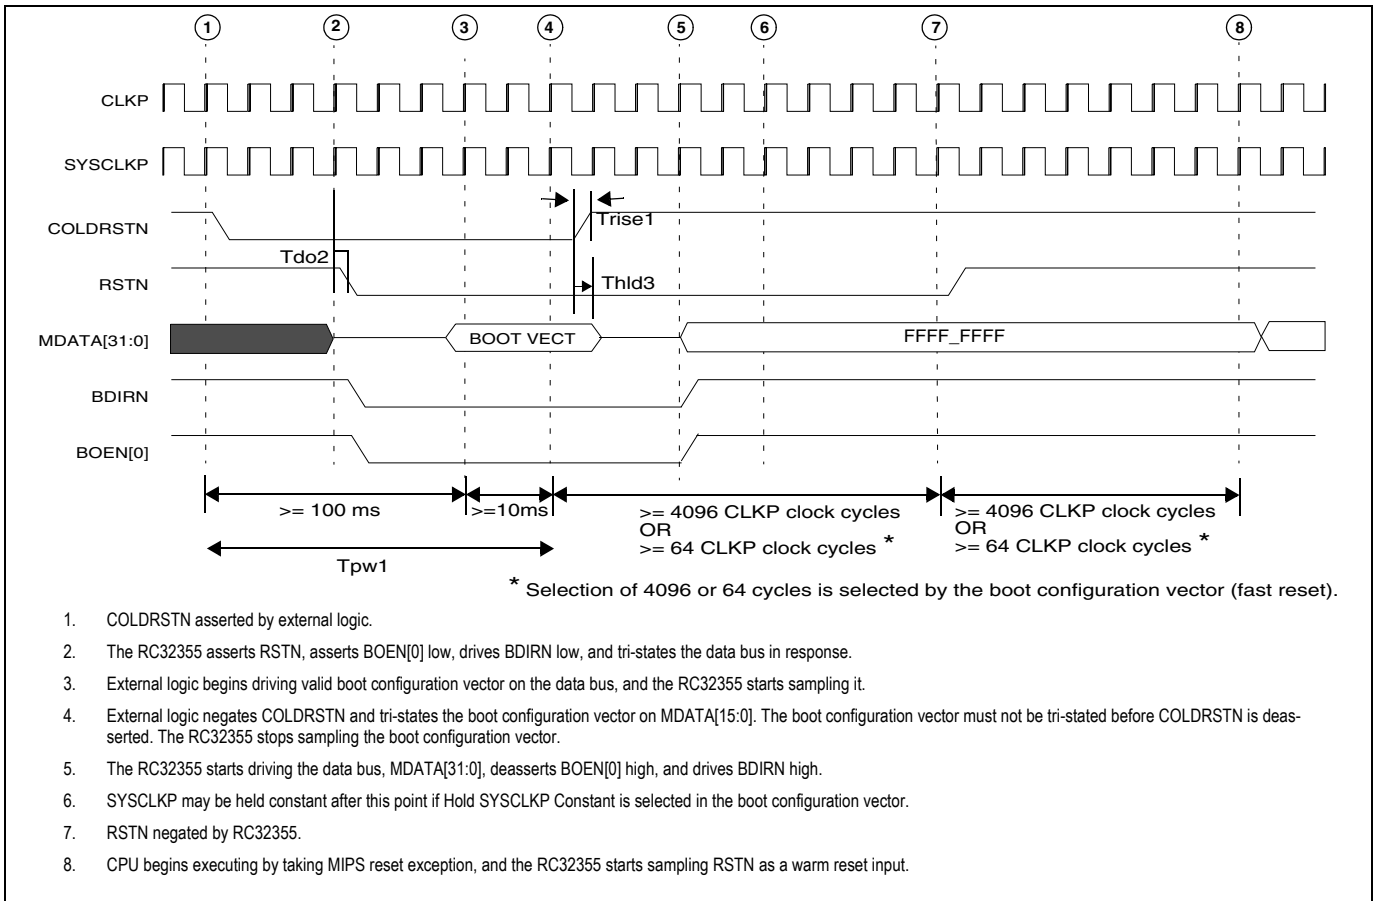 1 2 3 4 5 6 7 8
CLKP
SYSCLKP
COLDRSTN
Trise1
Tdo2
RSTN
Thld3
MDATA[31:0]
BOOT VECT
FFFF_FFFF
BDIRN
BOEN[0]
>= 100 ms
>=10ms
>= 4096 CLKP clock cycles
OR
>= 64 CLKP clock cycles *
>= 4096 CLKP clock cycles
OR
>= 64 CLKP clock cycles *
Tpw1
* Selection of 4096 or 64 cycles is selected by the boot configuration vector (fast reset).
1. COLDRSTN asserted by external logic.
2. The RC32355 asserts RSTN, asserts BOEN[0] low, drives BDIRN low, and tri-states the data bus in response.
3. External logic begins driving valid boot configuration vector on the data bus, and the RC32355 starts sampling it.
4. External logic negates COLDRSTN and tri-states the boot configuration vector on MDATA[15:0]. The boot configuration vector must not be tri-stated before COLDRSTN is deas-
serted. The RC32355 stops sampling the boot configuration vector.
5. The RC32355 starts driving the data bus, MDATA[31:0], deasserts BOEN[0] high, and drives BDIRN high.
6. SYSCLKP may be held constant after this point if Hold SYSCLKP Constant is selected in the boot configuration vector.
7. RSTN negated by RC32355.
8. CPU begins executing by taking MIPS reset exception, and the RC32355 starts sampling RSTN as a warm reset input.